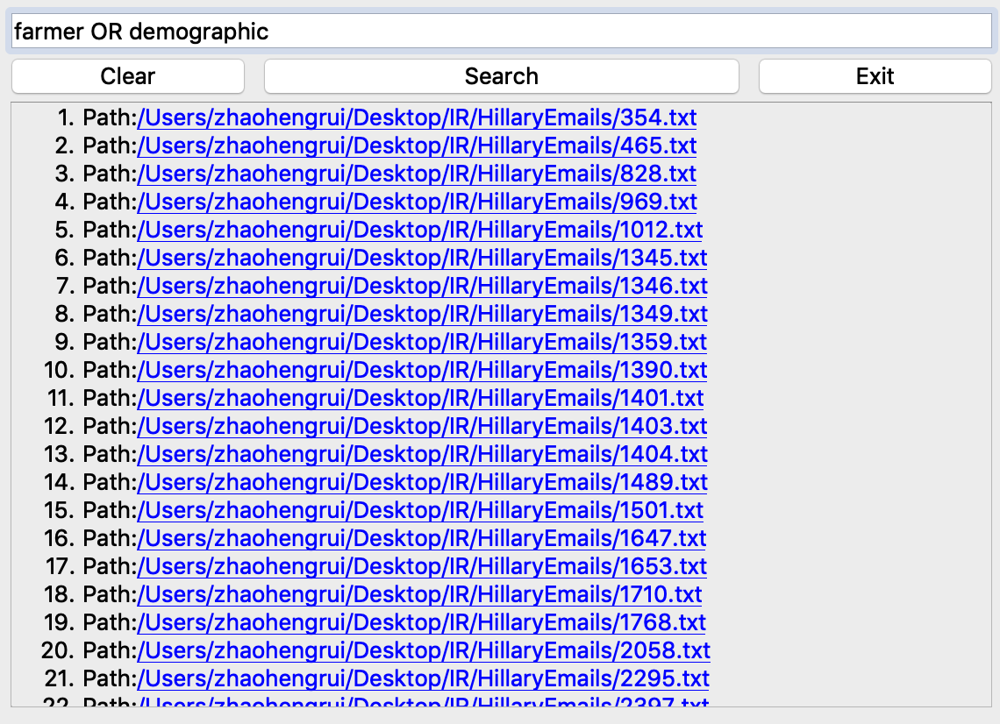 farmer OR demographic
Clear Search Exit
1. Path:/Users/zhaohengrui/Desktop/IR/HillaryEmails/354.txt
2. Path:/Users/zhaohengrui/Desktop/IR/HillaryEmails/465.txt
3. Path:/Users/zhaohengrui/Desktop/IR/HillaryEmails/828.txt
4. Path:/Users/zhaohengrui/Desktop/IR/HillaryEmails/969.txt
5. Path:/Users/zhaohengrui/Desktop/IR/HillaryEmails/1012.txt
6. Path:/Users/zhaohengrui/Desktop/IR/HillaryEmails/1345.txt
7. Path:/Users/zhaohengrui/Desktop/IR/HillaryEmails/1346.txt
8. Path:/Users/zhaohengrui/Desktop/IR/HillaryEmails/1349.txt
9. Path:/Users/zhaohengrui/Desktop/IR/HillaryEmails/1359.txt
10. Path:/Users/zhaohengrui/Desktop/IR/HillaryEmails/1390.txt
11. Path:/Users/zhaohengrui/Desktop/IR/HillaryEmails/1401.txt
12. Path:/Users/zhaohengrui/Desktop/IR/HillaryEmails/1403.txt
13. Path:/Users/zhaohengrui/Desktop/IR/HillaryEmails/1404.txt
14. Path:/Users/zhaohengrui/Desktop/IR/HillaryEmails/1489.txt
15. Path:/Users/zhaohengrui/Desktop/IR/HillaryEmails/1501.txt
16. Path:/Users/zhaohengrui/Desktop/IR/HillaryEmails/1647.txt
17. Path:/Users/zhaohengrui/Desktop/IR/HillaryEmails/1653.txt
18. Path:/Users/zhaohengrui/Desktop/IR/HillaryEmails/1710.txt
19. Path:/Users/zhaohengrui/Desktop/IR/HillaryEmails/1768.txt
20. Path:/Users/zhaohengrui/Desktop/IR/HillaryEmails/2058.txt
21. Path:/Users/zhaohengrui/Desktop/IR/HillaryEmails/2295.txt
22. Path:/Users/zhaohengrui/Desktop/IR/HillaryEmails/2397.txt